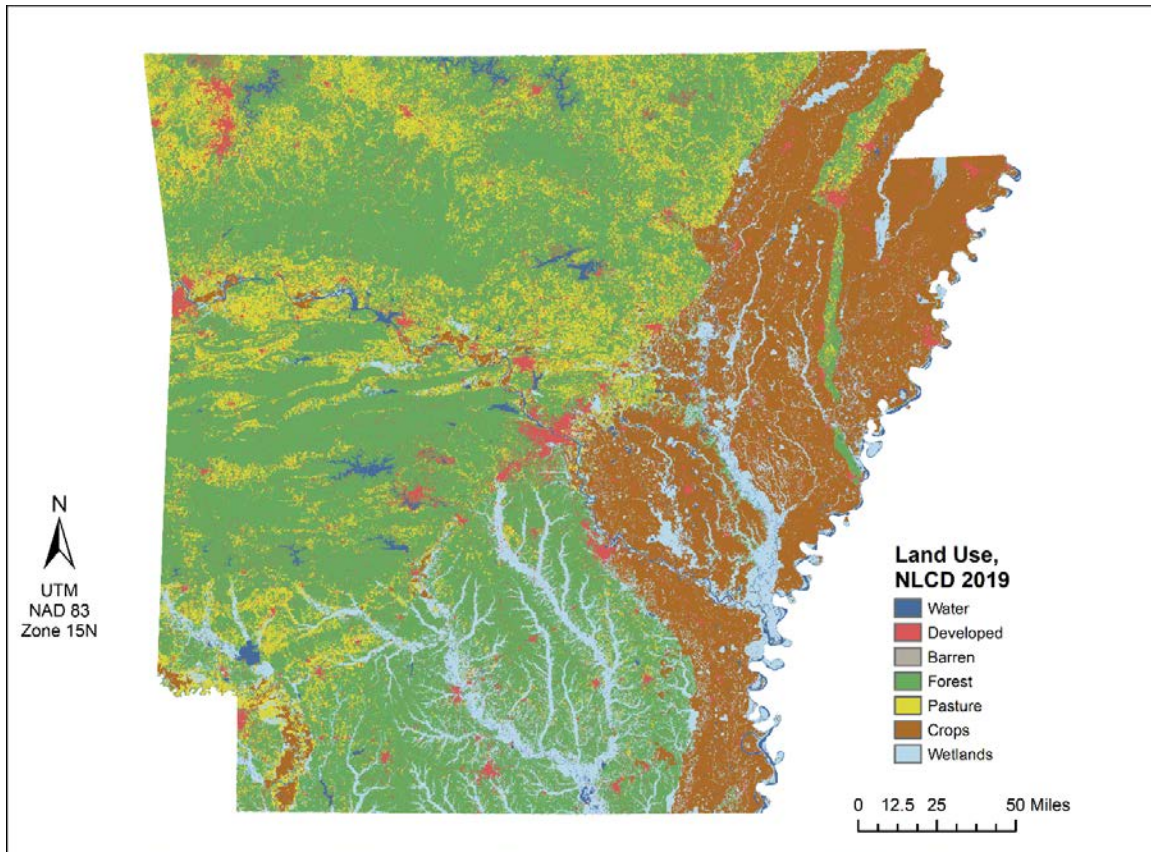 N
UTM
NAD 83
Zone 15N
Land Use,
NLCD 2019
Water
Developed
Barren
Forest
Pasture
Crops
Wetlands
0 12.5 25 50 Miles